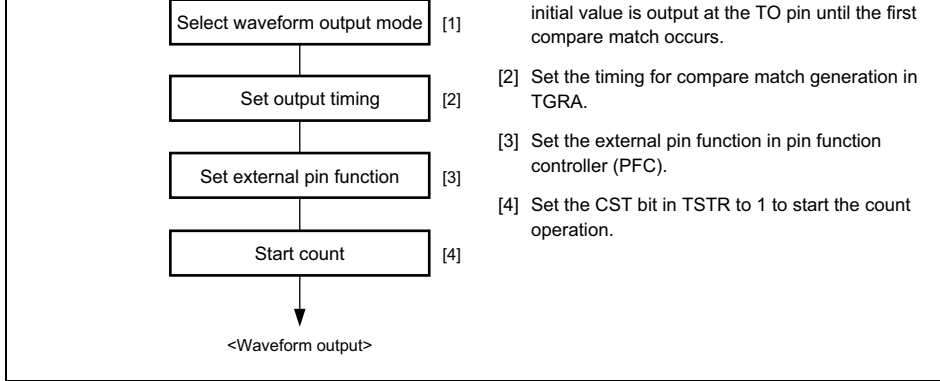 Select waveform output mode [1]
Set output timing [2]
Set external pin function [3]
Start count [4]
<Waveform output>
initial value is output at the TO pin until the first
compare match occurs.
[2] Set the timing for compare match generation in
TGRA.
[3] Set the external pin function in pin function
controller (PFC).
[4] Set the CST bit in TSTR to 1 to start the count
operation.